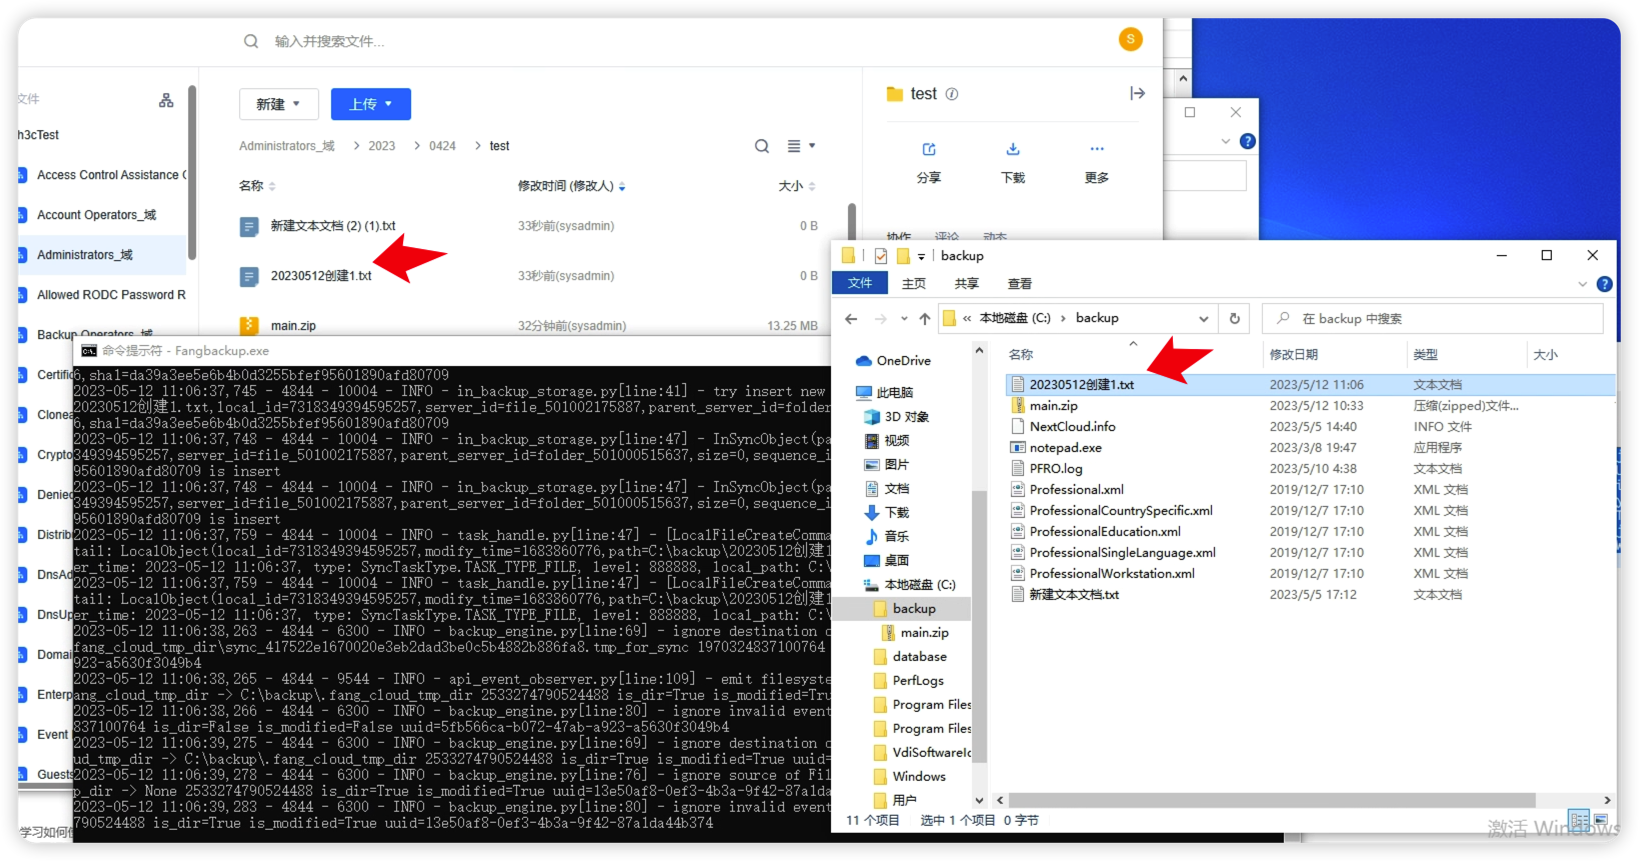 输入并搜索文件...
S
文件
h3cTest
Access Control Assistance
Account Operators_域
Administrators_域
Allowed RODC Password R
Backup Operators_域
Certific
Clonea
Crypto
Denied
Distrib
DnsAd
DnsUp
Domai
Enterp
Event
Guests
新建
上传
Administrators_域 > 2023 > 0424 > test
名称
修改时间 (修改人)
大小
新建文本文档 (2) (1).txt
33秒前(sysadmin)
0 B
20230512创建1.txt
33秒前(sysadmin)
0 B
main.zip
32分钟前(sysadmin)
13.25 MB
test
分享
下载
更多
协作
评论
动态
命令提示符 - Fangbackup.exe
6,sha1=da39a3ee5e6b4b0d3255bfef95601890afd80709
2023-05-12 11:06:37,745 - 4844 - 10004 - INFO - in_backup_storage.py[line:41] - try insert new
20230512创建1.txt,local_id=7318349394595257,server_id=file_501002175887,parent_server_id=folder
6,sha1=da39a3ee5e6b4b0d3255bfef95601890afd80709
2023-05-12 11:06:37,748 - 4844 - 10004 - INFO - in_backup_storage.py[line:47] - InSyncObject(pa
349394595257,server_id=file_501002175887,parent_server_id=folder_501000515637,size=0,sequence_i
95601890afd80709 is insert
2023-05-12 11:06:37,748 - 4844 - 10004 - INFO - in_backup_storage.py[line:47] - InSyncObject(pa
349394595257,server_id=file_501002175887,parent_server_id=folder_501000515637,size=0,sequence_i
95601890afd80709 is insert
2023-05-12 11:06:37,759 - 4844 - 10004 - INFO - task_handle.py[line:47] - [LocalFileCreateComma
tail: LocalObject(local_id=7318349394595257,modify_time=1683860776,path=C:\backup\20230512创建1
er_time: 2023-05-12 11:06:37, type: SyncTaskType.TASK_TYPE_FILE, level: 888888, local_path: C:\
2023-05-12 11:06:37,759 - 4844 - 10004 - INFO - task_handle.py[line:47] - [LocalFileCreateComma
tail: LocalObject(local_id=7318349394595257,modify_time=1683860776,path=C:\backup\20230512创建1
er_time: 2023-05-12 11:06:37, type: SyncTaskType.TASK_TYPE_FILE, level: 888888, local_path: C:\
2023-05-12 11:06:38,263 - 4844 - 6300 - INFO - backup_engine.py[line:69] - ignore destination o
fang_cloud_tmp_dir\sync_417522e1670020e3eb2dad3be0c5b4882b886fa8.tmp_for_sync 1970324837100764
923-a5630f3049b4
2023-05-12 11:06:38,265 - 4844 - 9544 - INFO - api_event_observer.py[line:109] - emit filesyste
ang_cloud_tmp_dir -> C:\backup\.fang_cloud_tmp_dir 2533274790524488 is_dir=True is_modified=True
2023-05-12 11:06:38,266 - 4844 - 6300 - INFO - backup_engine.py[line:80] - ignore invalid event
837100764 is_dir=False is_modified=False uuid=5fb566ca-b072-47ab-a923-a5630f3049b4
2023-05-12 11:06:39,275 - 4844 - 6300 - INFO - backup_engine.py[line:69] - ignore destination o
ud_tmp_dir -> C:\backup\.fang_cloud_tmp_dir 2533274790524488 is_dir=True is_modified=True uuid=
2023-05-12 11:06:39,278 - 4844 - 6300 - INFO - backup_engine.py[line:76] - ignore source of Fil
p_dir -> None 2533274790524488 is_dir=True is_modified=True uuid=13e50af8-0ef3-4b3a-9f42-87a1da
2023-05-12 11:06:39,283 - 4844 - 6300 - INFO - backup_engine.py[line:80] - ignore invalid event
790524488 is_dir=True is_modified=True uuid=13e50af8-0ef3-4b3a-9f42-87a1da44b374
学习如何
backup
文件
主页
共享
查看
« 本地磁盘 (C:) > backup
在 backup 中搜索
OneDrive
此电脑
3D 对象
视频
图片
文档
下载
音乐
桌面
本地磁盘 (C:)
backup
main.zip
database
PerfLogs
Program Files
Program Files
VdiSoftwareIc
Windows
用户
名称
修改日期
类型
大小
20230512创建1.txt 2023/5/12 11:06 文本文档
main.zip 2023/5/12 10:33 压缩(zipped)文件...
NextCloud.info 2023/5/5 14:40 INFO 文件
notepad.exe 2023/3/8 19:47 应用程序
PFRO.log 2023/5/10 4:38 文本文档
Professional.xml 2019/12/7 17:10 XML 文档
ProfessionalCountrySpecific.xml 2019/12/7 17:10 XML 文档
ProfessionalEducation.xml 2019/12/7 17:10 XML 文档
ProfessionalSingleLanguage.xml 2019/12/7 17:10 XML 文档
ProfessionalWorkstation.xml 2019/12/7 17:10 XML 文档
新建文本文档.txt 2023/5/5 17:12 文本文档
11 个项目 选中 1 个项目 0 字节
激活 Windows